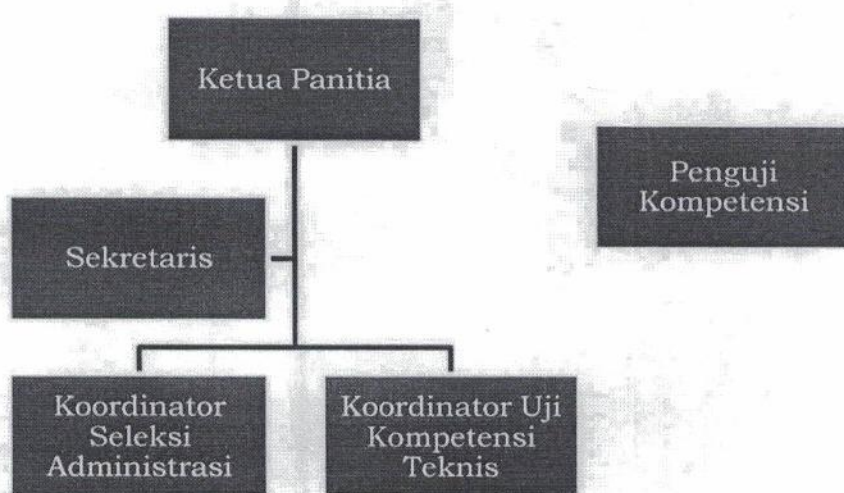 Ketua Panitia
Penguji
Kompetensi
Sekretaris
Koordinator
Seleksi
Administrasi
Koordinator Uji
Kompetensi
Teknis